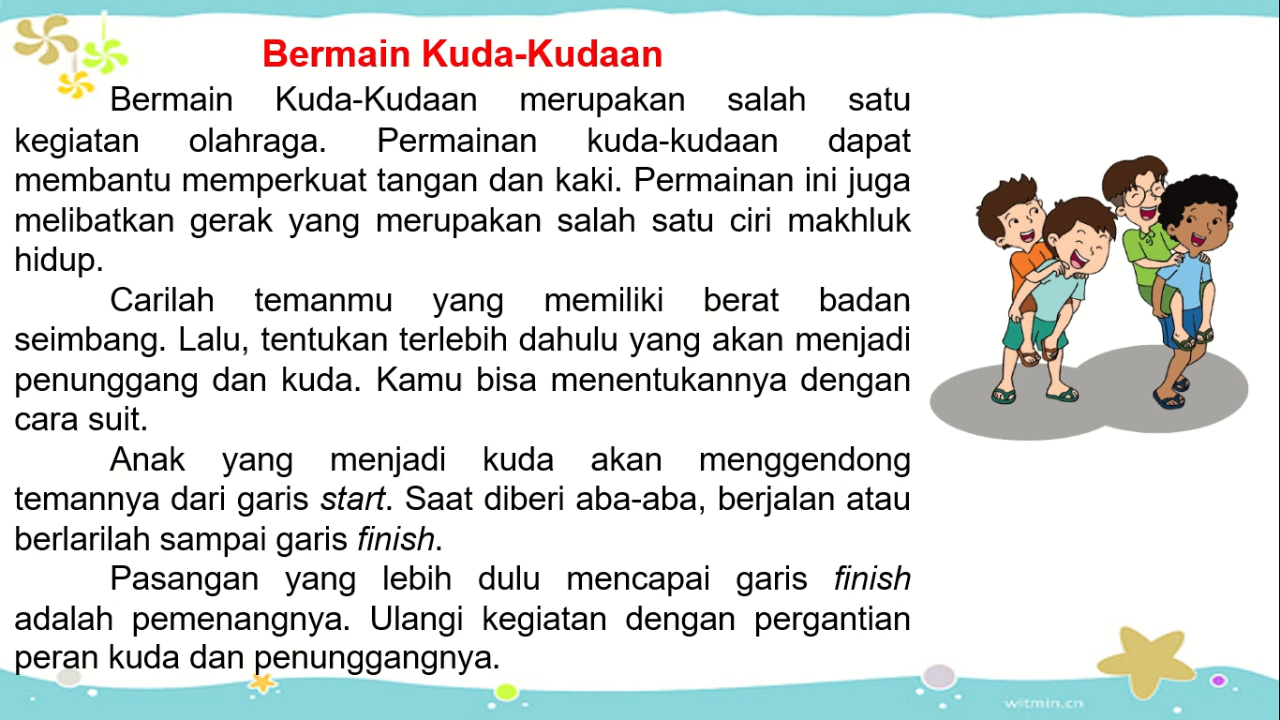 Bermain Kuda-Kudaan
Bermain Kuda-Kudaan merupakan salah satu
kegiatan olahraga. Permainan kuda-kudaan dapat
membantu memperkuat tangan dan kaki. Permainan ini juga
melibatkan gerak yang merupakan salah satu ciri makhluk
hidup.
Carilah temanmu yang memiliki berat badan
seimbang. Lalu, tentukan terlebih dahulu yang akan menjadi
penunggang dan kuda. Kamu bisa menentukannya dengan
cara suit.
Anak yang menjadi kuda akan menggendong
temannya dari garis start. Saat diberi aba-aba, berjalan atau
berlarilah sampai garis finish.
Pasangan yang lebih dulu mencapai garis finish
adalah pemenangnya. Ulangi kegiatan dengan pergantian
peran kuda dan penunggangnya.
witmin.cn